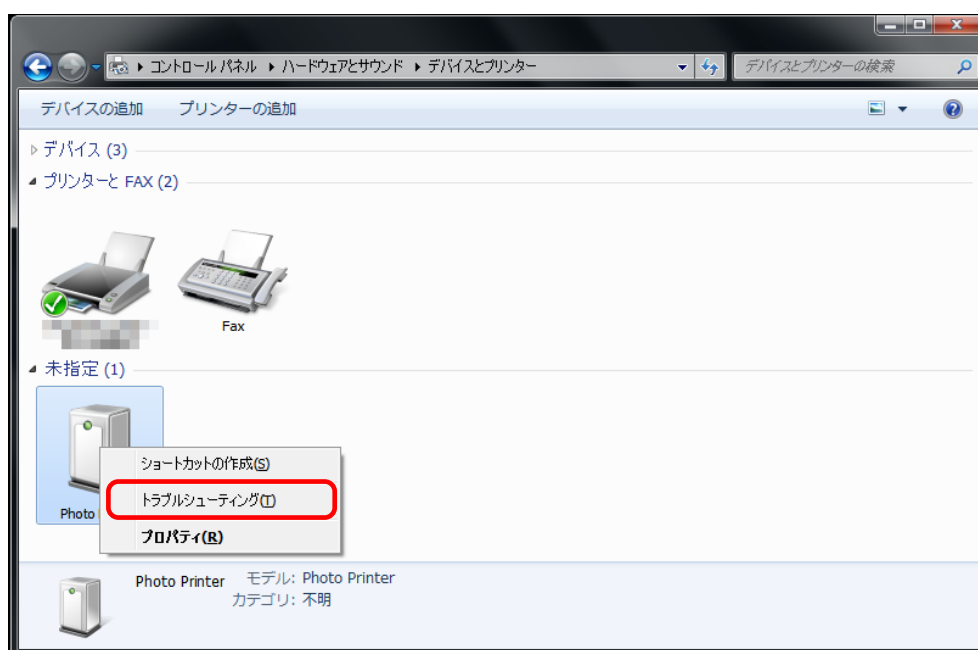 コントロール パネル ▸ ハードウェアとサウンド ▸ デバイスとプリンター
デバイスとプリンターの検索
デバイスの追加 プリンターの追加
デバイス (3)
プリンターと FAX (2)
Fax
未指定 (1)
ショートカットの作成(S)
トラブルシューティング(T)
Photo
プロパティ(R)
Photo Printer モデル: Photo Printer
カテゴリ: 不明